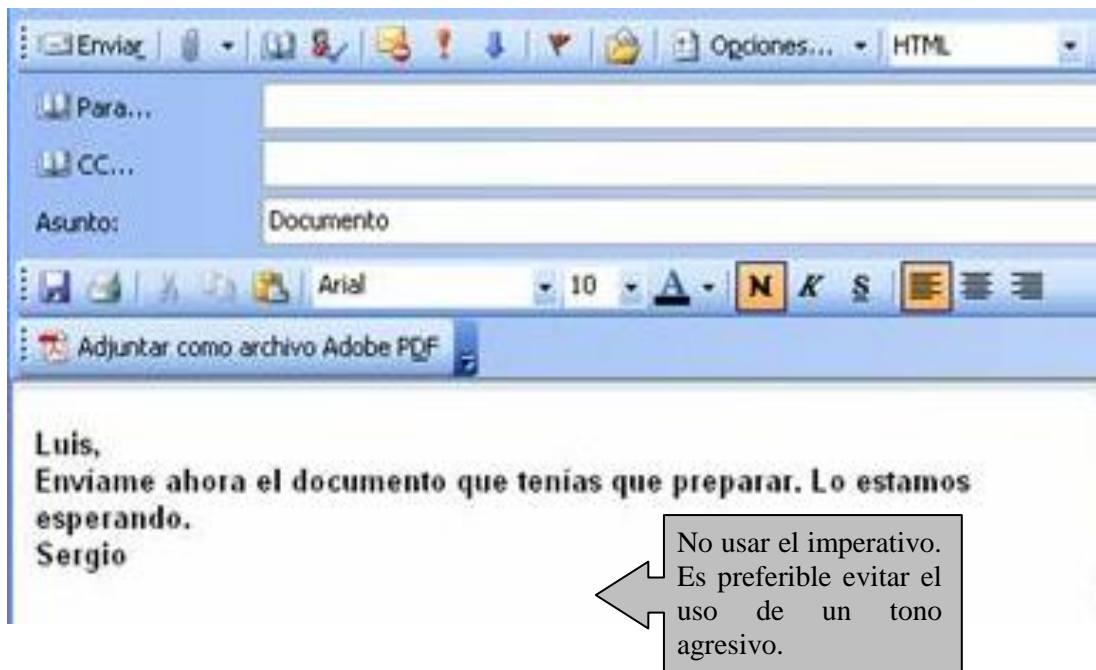 Enviar Opciones... HTML
Para...
CC...
Asunto: Documento
Arial 10 A N K S
Adjuntar como archivo Adobe PDF
Luis,
Envíame ahora el documento que tenías que preparar. Lo estamos
esperando.
Sergio
No usar el imperativo.
Es preferible evitar el
uso de un tono
agresivo.